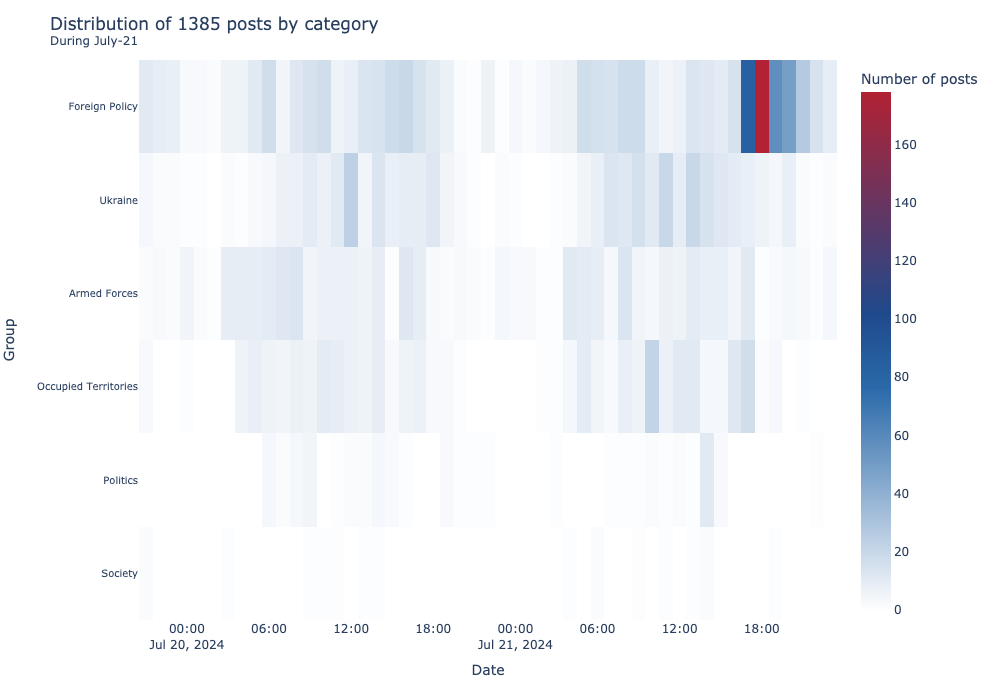 Distribution of 1385 posts by category
During July-21
Number of posts
Foreign Policy
Ukraine
Armed Forces
Occupied Territories
Politics
Society
Group
160
140
120
100
80
60
40
20
0
00:00
Jul 20, 2024
06:00
12:00
18:00
00:00
Jul 21, 2024
06:00
12:00
18:00
Date